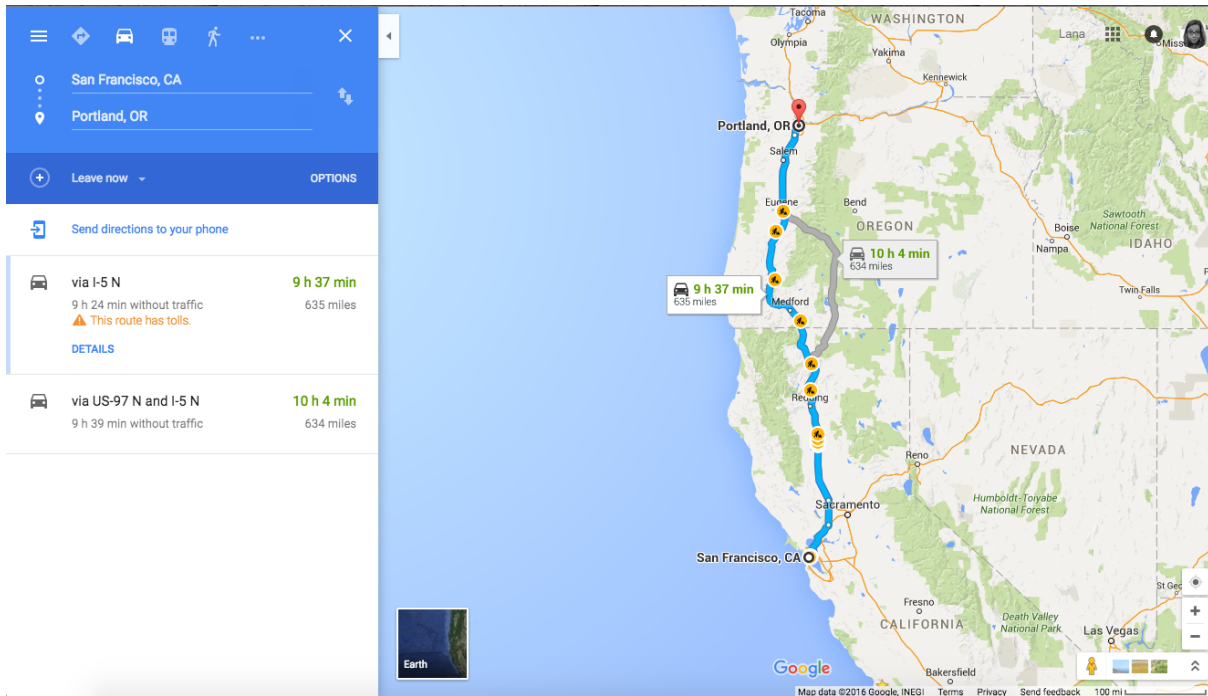 San Francisco, CA
Portland, OR
Leave now
OPTIONS
Send directions to your phone
via I-5 N
9 h 37 min
9 h 24 min without traffic
635 miles
This route has tolls.
DETAILS
via US-97 N and I-5 N
10 h 4 min
9 h 39 min without traffic
634 miles
Tacoma
WASHINGTON
Olympia
Yakima
Lana
Kennewick
Portland, OR
Salem
Eugene
Bend
OREGON
Sawtooth
National Forest
Boise
IDAHO
Nampa
10 h 4 min
634 miles
9 h 37 min
635 miles
Medford
Twin Falls
Redding
Reno
NEVADA
Humboldt-Toiyabe
National Forest
Sacramento
San Francisco, CA
St Geo
Fresno
CALIFORNIA
Death Valley
National Park
Las Vegas
Earth
Google
Bakersfield
Map data ©2016 Google, INEGI
Terms
Privacy
Send feedback
100 mi